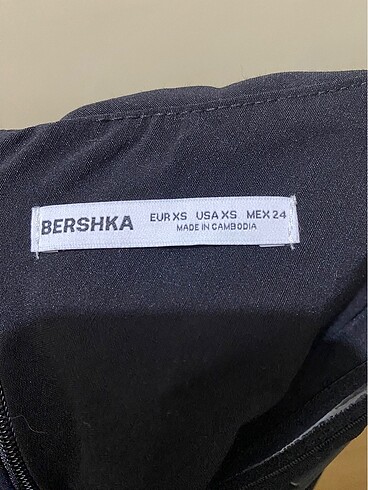 BERSHKA EUR XS USA XS MEX 24
MADE IN CAMBODIA